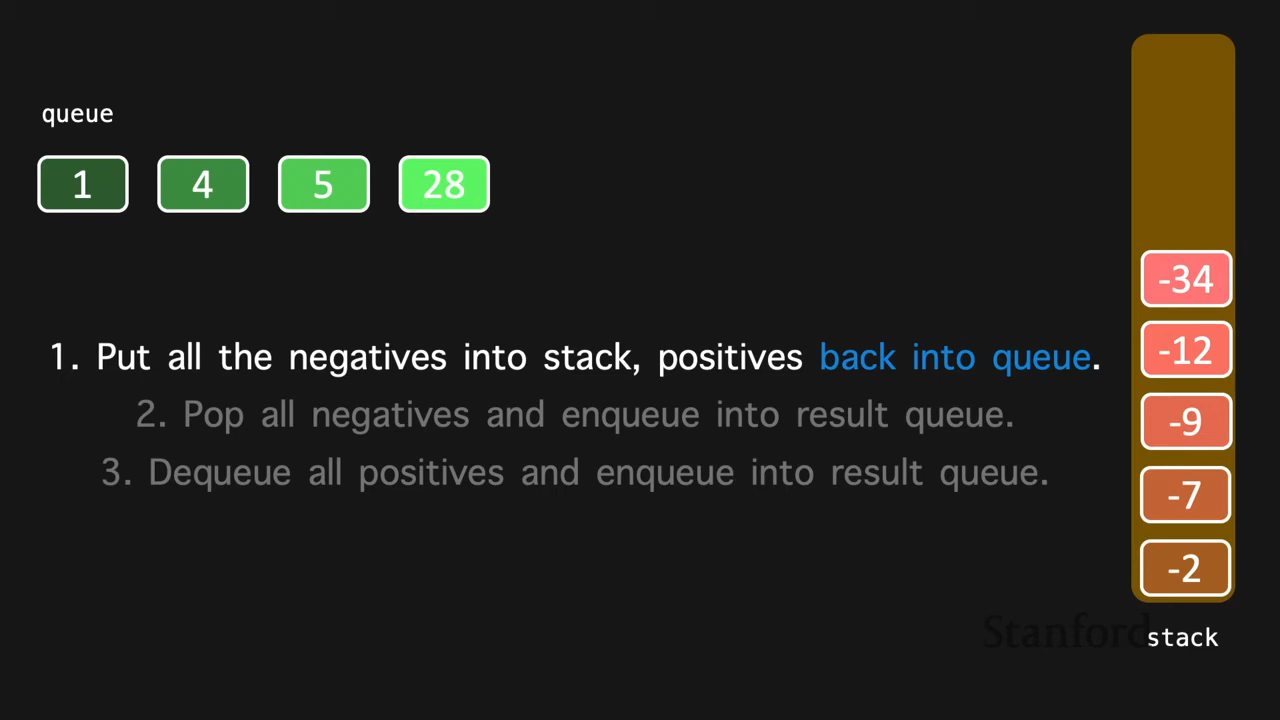 queue
1 4 5 28
-34
1. Put all the negatives into stack, positives back into queue.
-12
2. Pop all negatives and enqueue into result queue.
-9
3. Dequeue all positives and enqueue into result queue.
-7
-2
Stanford
stack